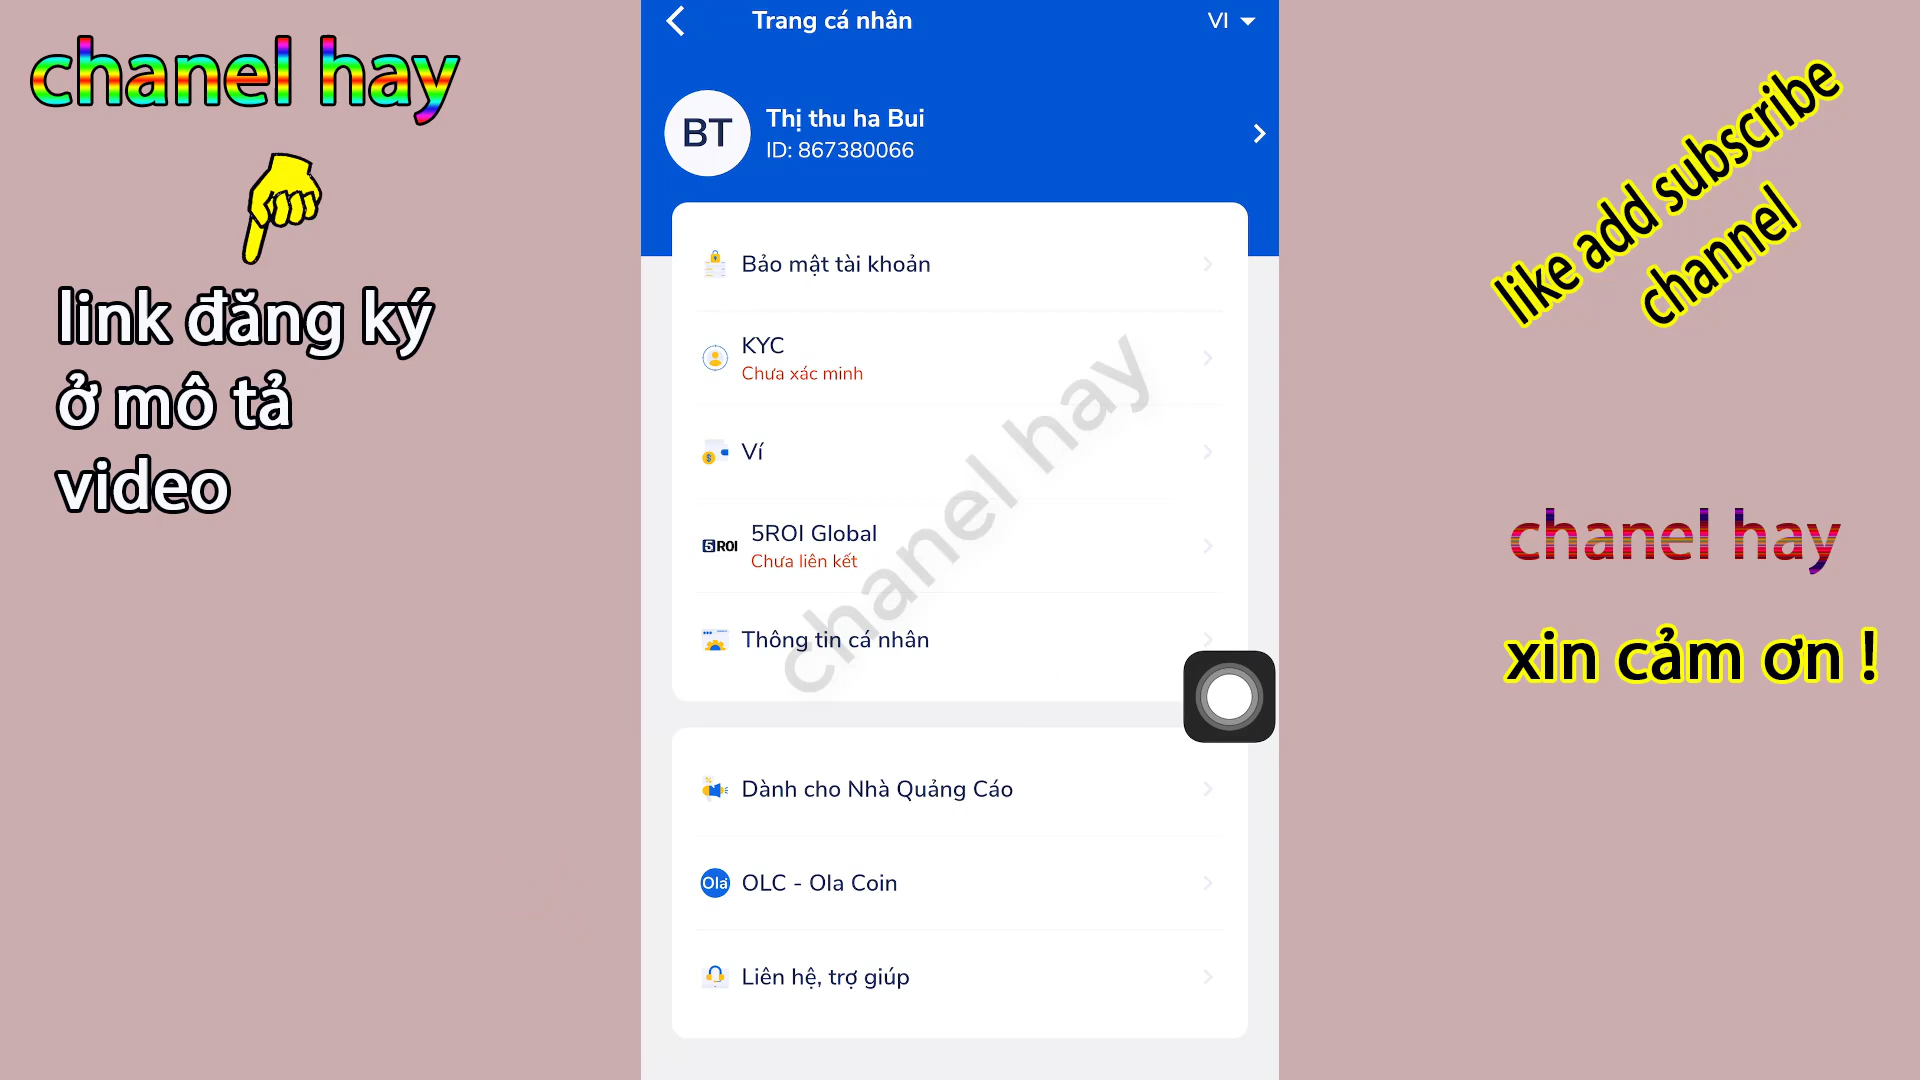 chanel hay
link đăng ký
ở mô tả
video
Trang cá nhân
VI
BT
Thị thu ha Bui
ID: 867380066
Bảo mật tài khoản
KYC
Chưa xác minh
Ví
5ROI
5ROI Global
Chưa liên kết
Thông tin cá nhân
chanel hay
Dành cho Nhà Quảng Cáo
Ola
OLC - Ola Coin
Liên hệ, trợ giúp
like add subscribe
channel
chanel hay
xin cảm ơn !